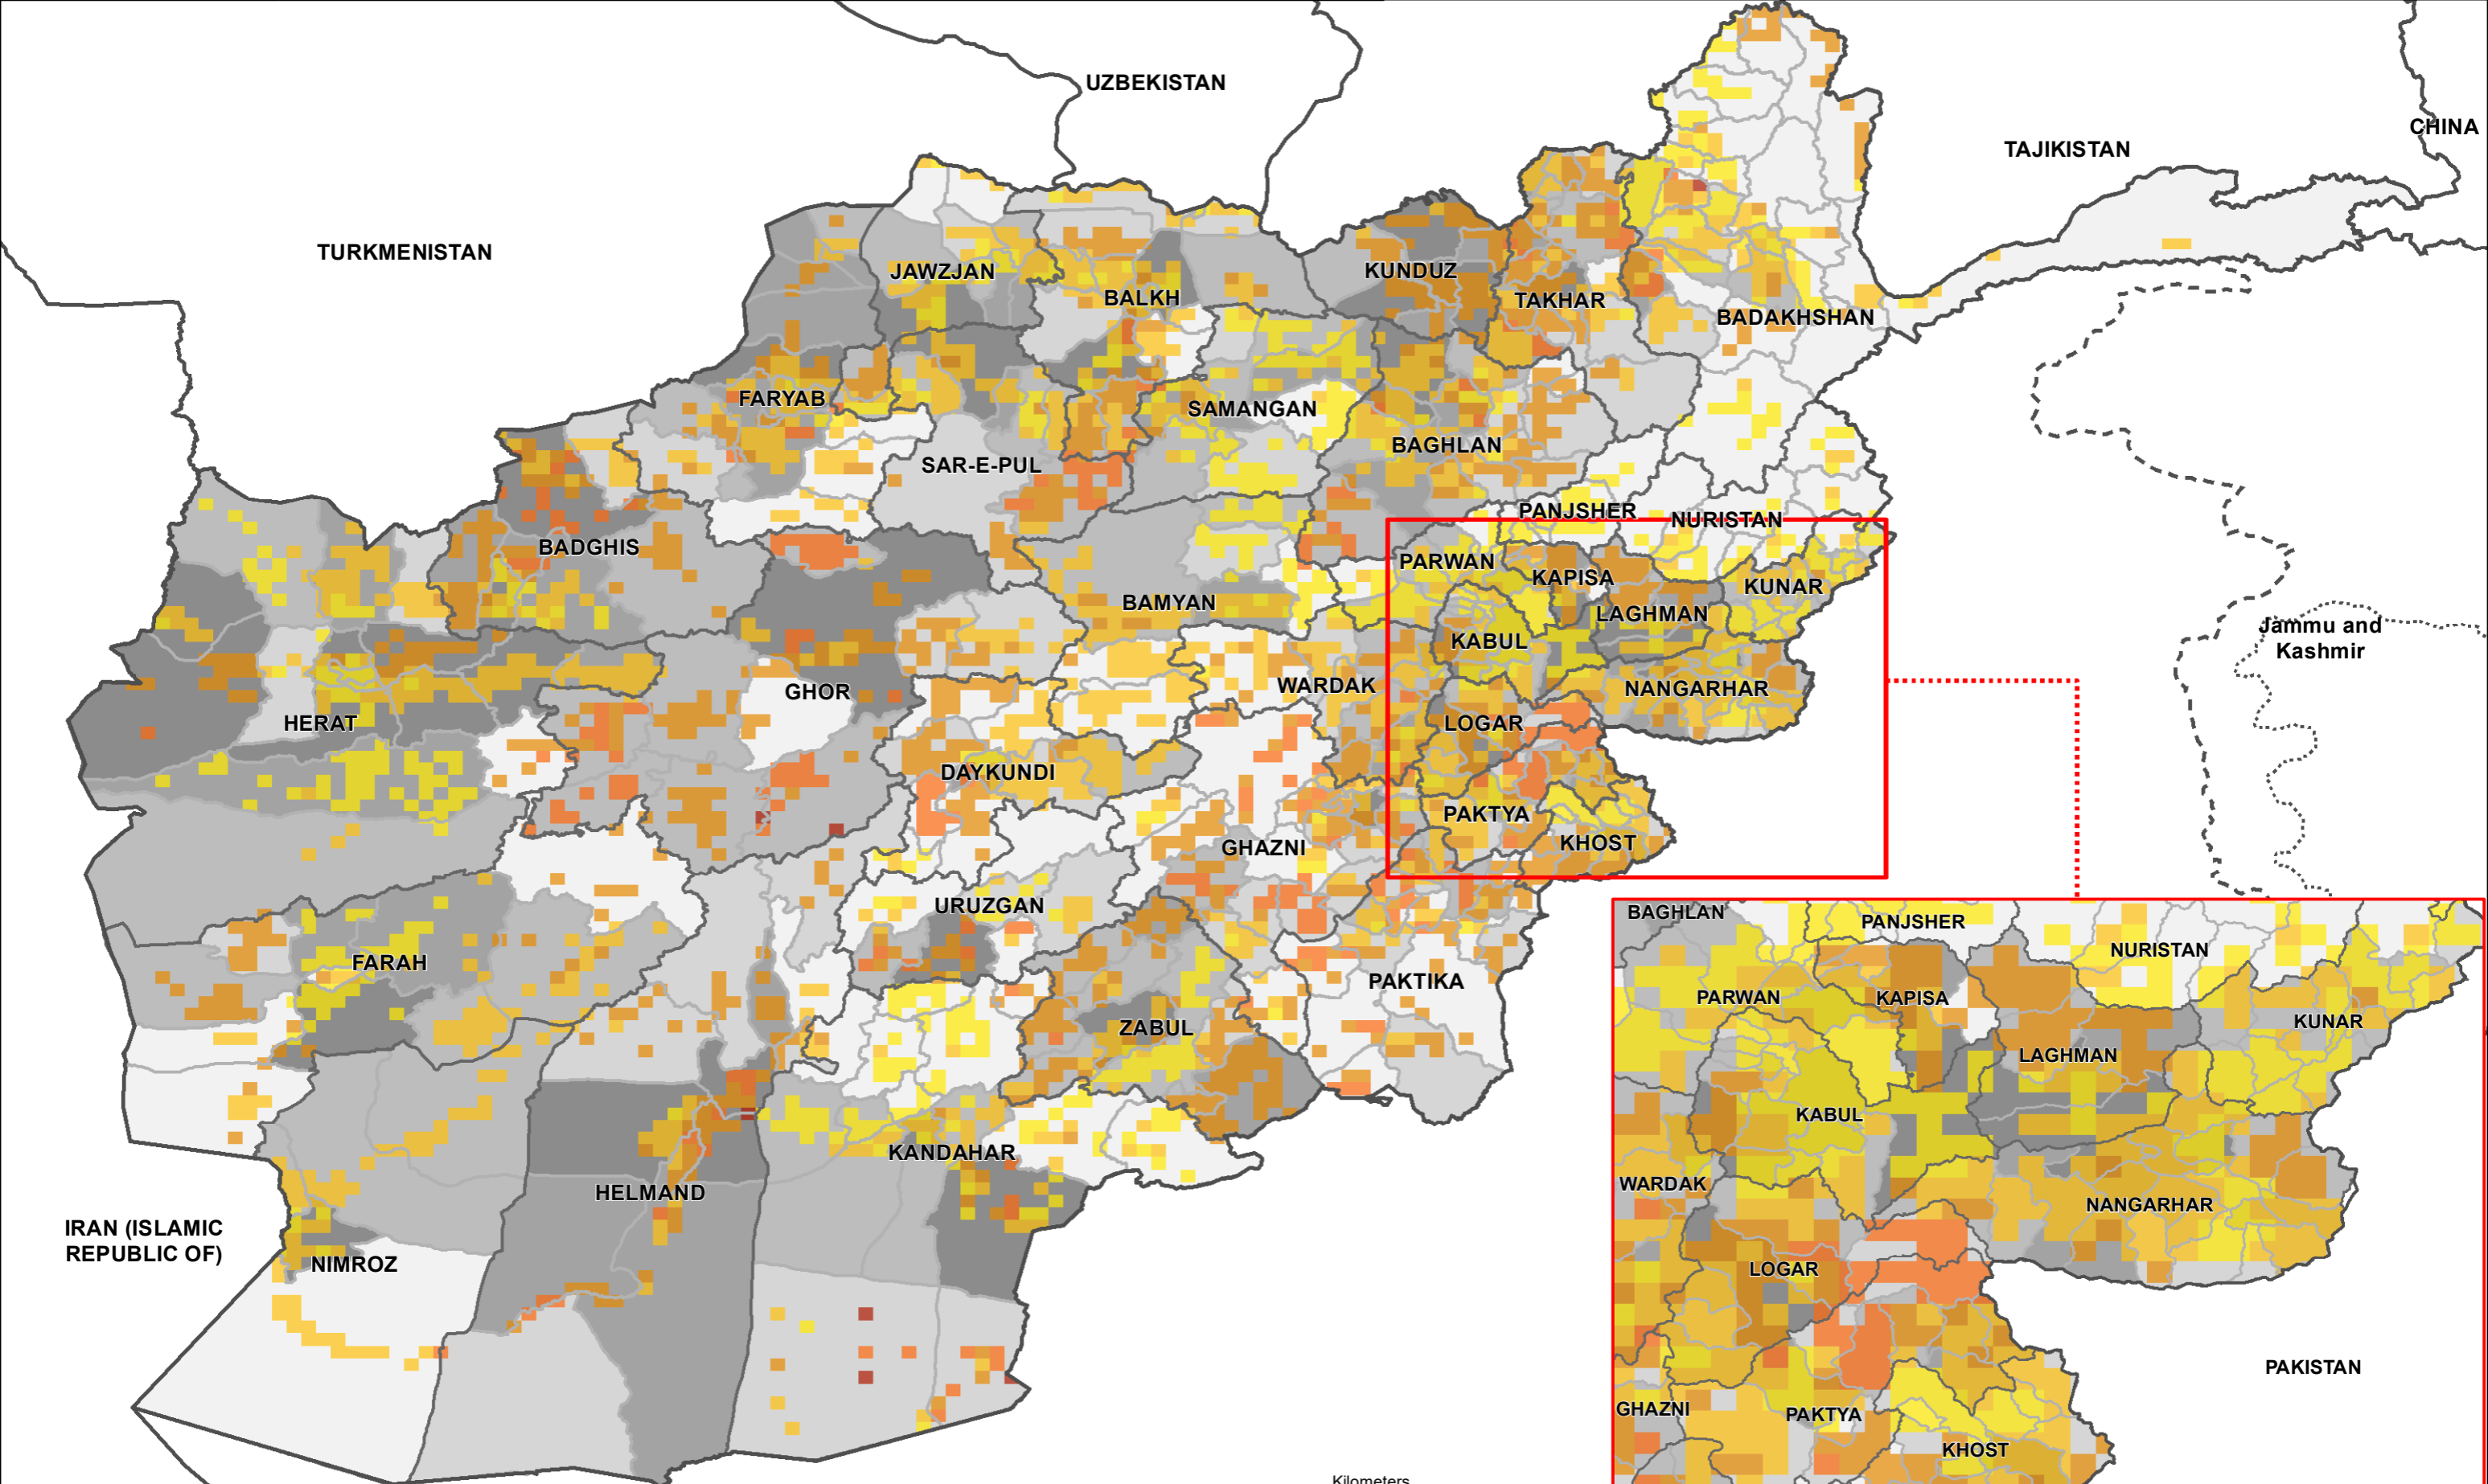 UZBEKISTAN
CHINA
TAJIKISTAN
TURKMENISTAN
JAWZJAN
KUNDUZ
BALKH
TAKHAR
BADAKHSHAN
FARYAB
SAMANGAN
BAGHLAN
SAR-E-PUL
PANJSHER
NURISTAN
BADGHIS
PARWAN
KAPISA
KUNAR
BAMYAN
LAGHMAN
Jammu and
Kashmir
KABUL
WARDAK
NANGARHAR
GHOR
HERAT
LOGAR
DAYKUNDI
PAKTYA
KHOST
GHAZNI
URUZGAN
FARAH
PAKTIKA
ZABUL
KANDAHAR
HELMAND
IRAN (ISLAMIC
REPUBLIC OF)
NIMROZ
BAGHLAN
PANJSHER
NURISTAN
PARWAN
KAPISA
KUNAR
LAGHMAN
KABUL
WARDAK
NANGARHAR
LOGAR
PAKISTAN
GHAZNI
PAKTYA
KHOST
Kilometers